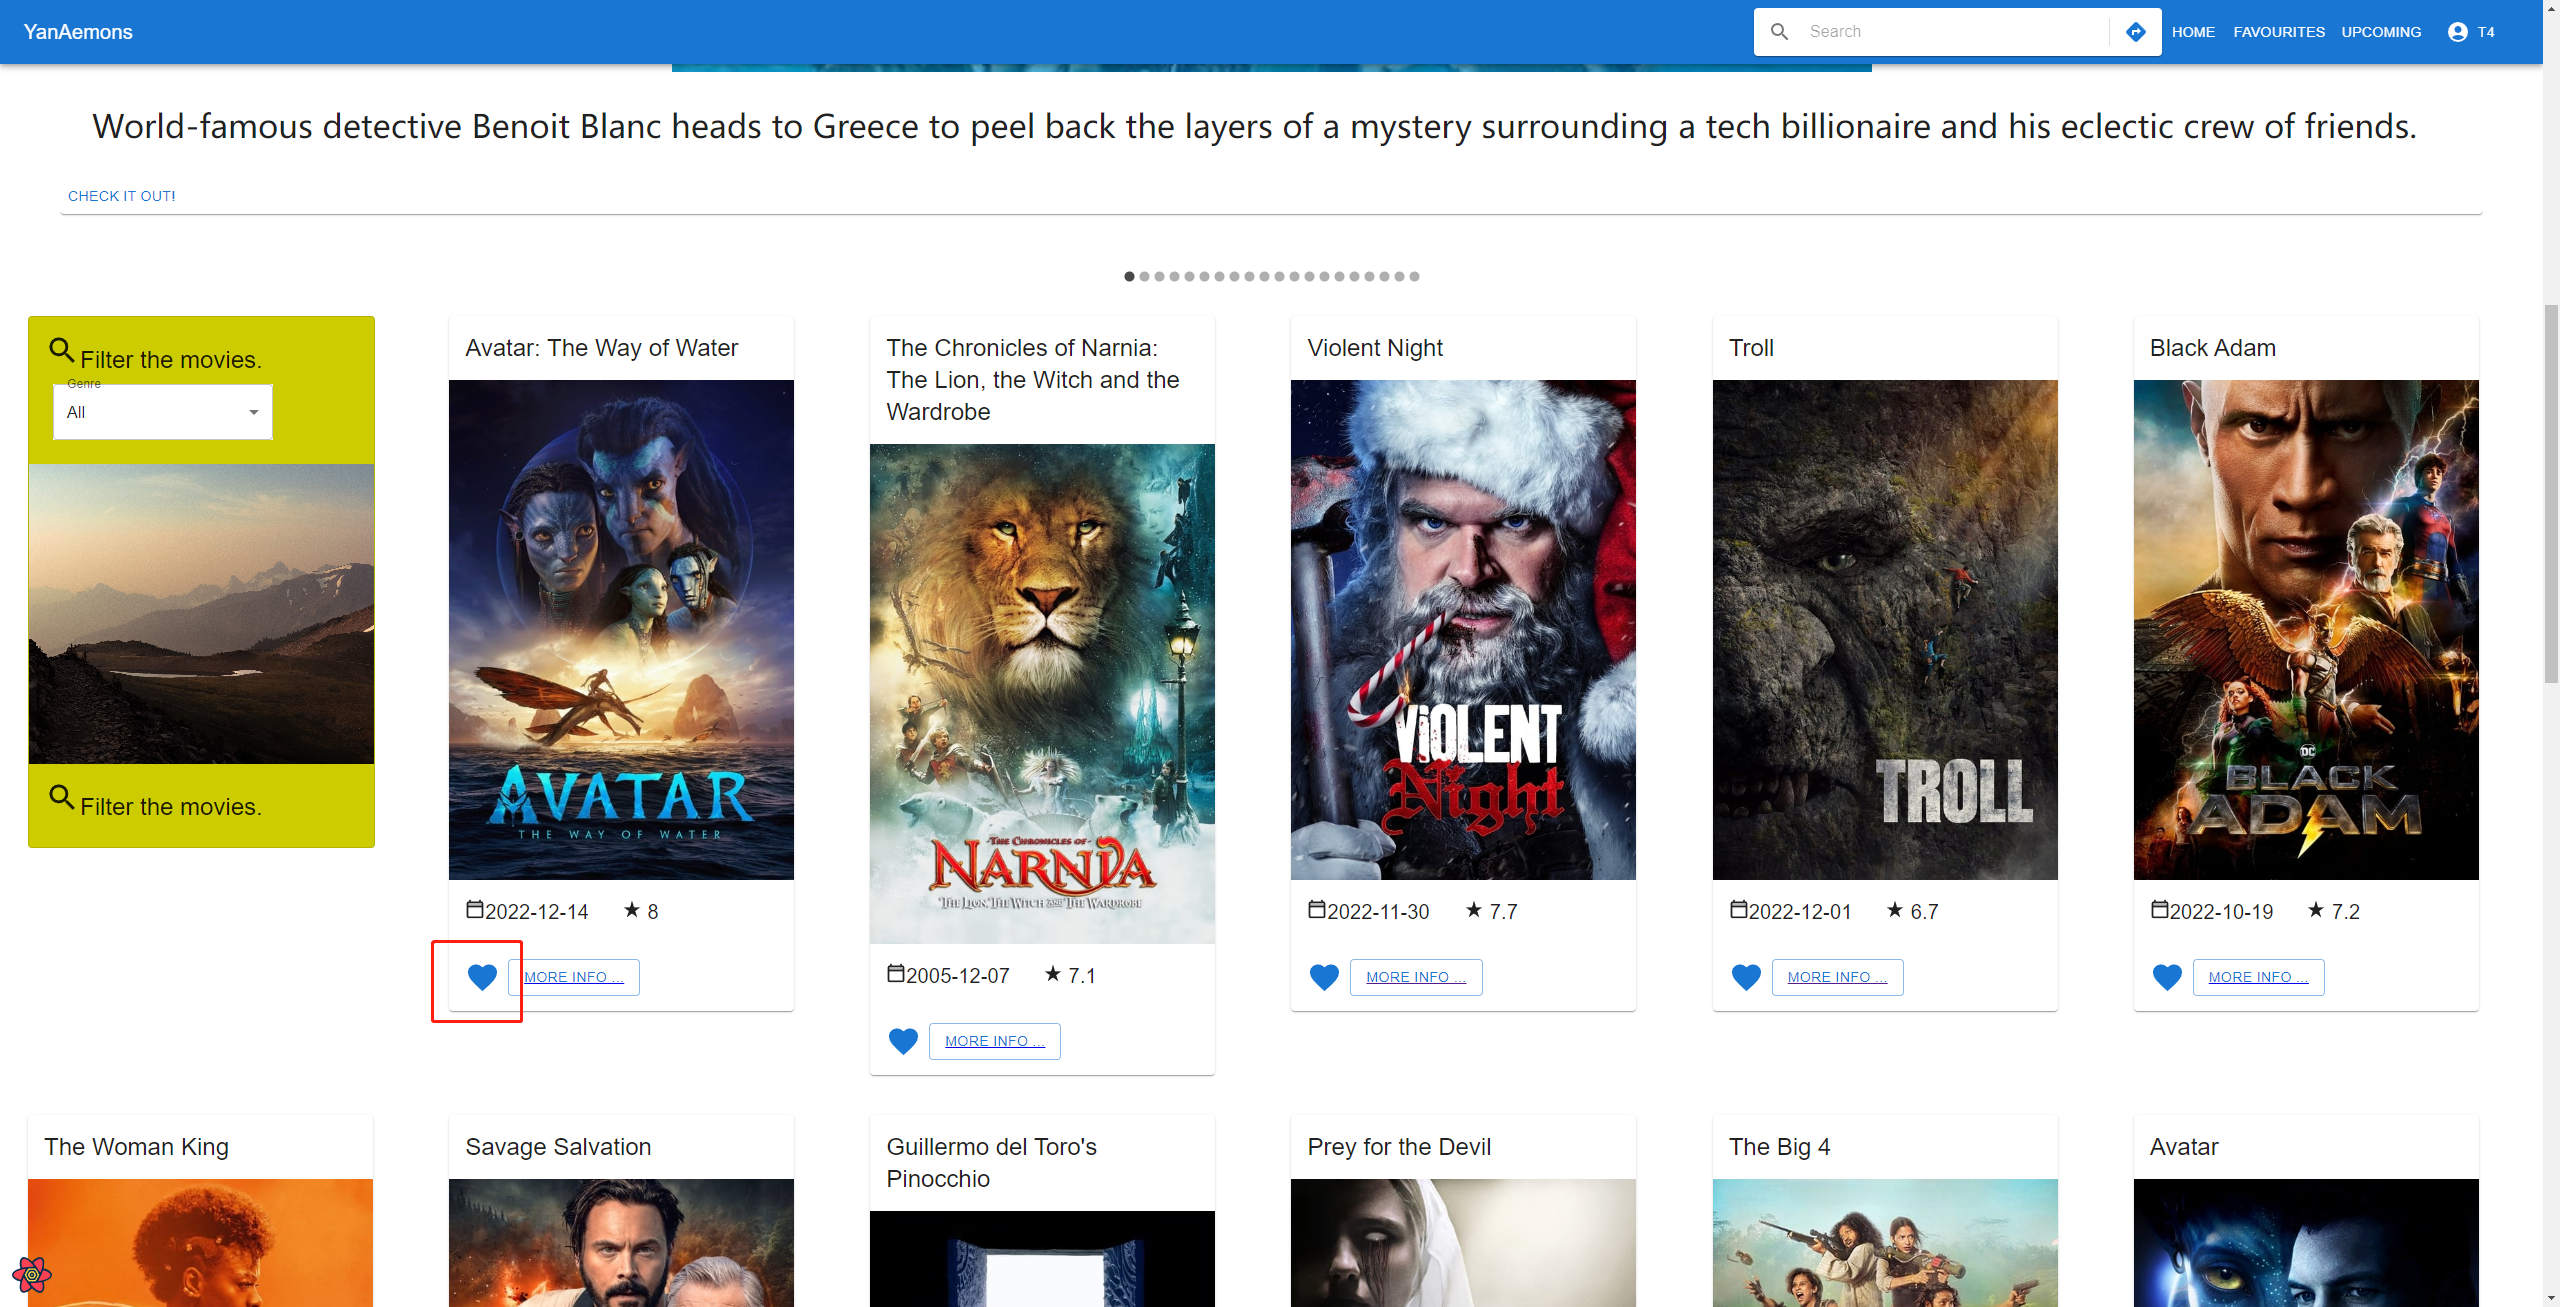 YanAemons
Search
HOME
FAVOURITES
UPCOMING
T4
World-famous detective Benoit Blanc heads to Greece to peel back the layers of a mystery surrounding a tech billionaire and his eclectic crew of friends.
CHECK IT OUT!
Filter the movies.
Genre
All
Filter the movies.
Avatar: The Way of Water
AVATAR
THE WAY OF WATER
2022-12-14
8
MORE INFO ...
The Chronicles of Narnia:
The Lion, the Witch and the
Wardrobe
THE CHRONICLES OF
NARNIA
THE LION, THE WITCH AND THE WARDROBE
2005-12-07
7.1
MORE INFO ...
Violent Night
VIOLENT
Night
2022-11-30
7.7
MORE INFO ...
Troll
TROLL
2022-12-01
6.7
MORE INFO ...
Black Adam
DC
BLACK
ADAM
2022-10-19
7.2
MORE INFO ...
The Woman King
Savage Salvation
Guillermo del Toro's
Pinocchio
Prey for the Devil
The Big 4
Avatar